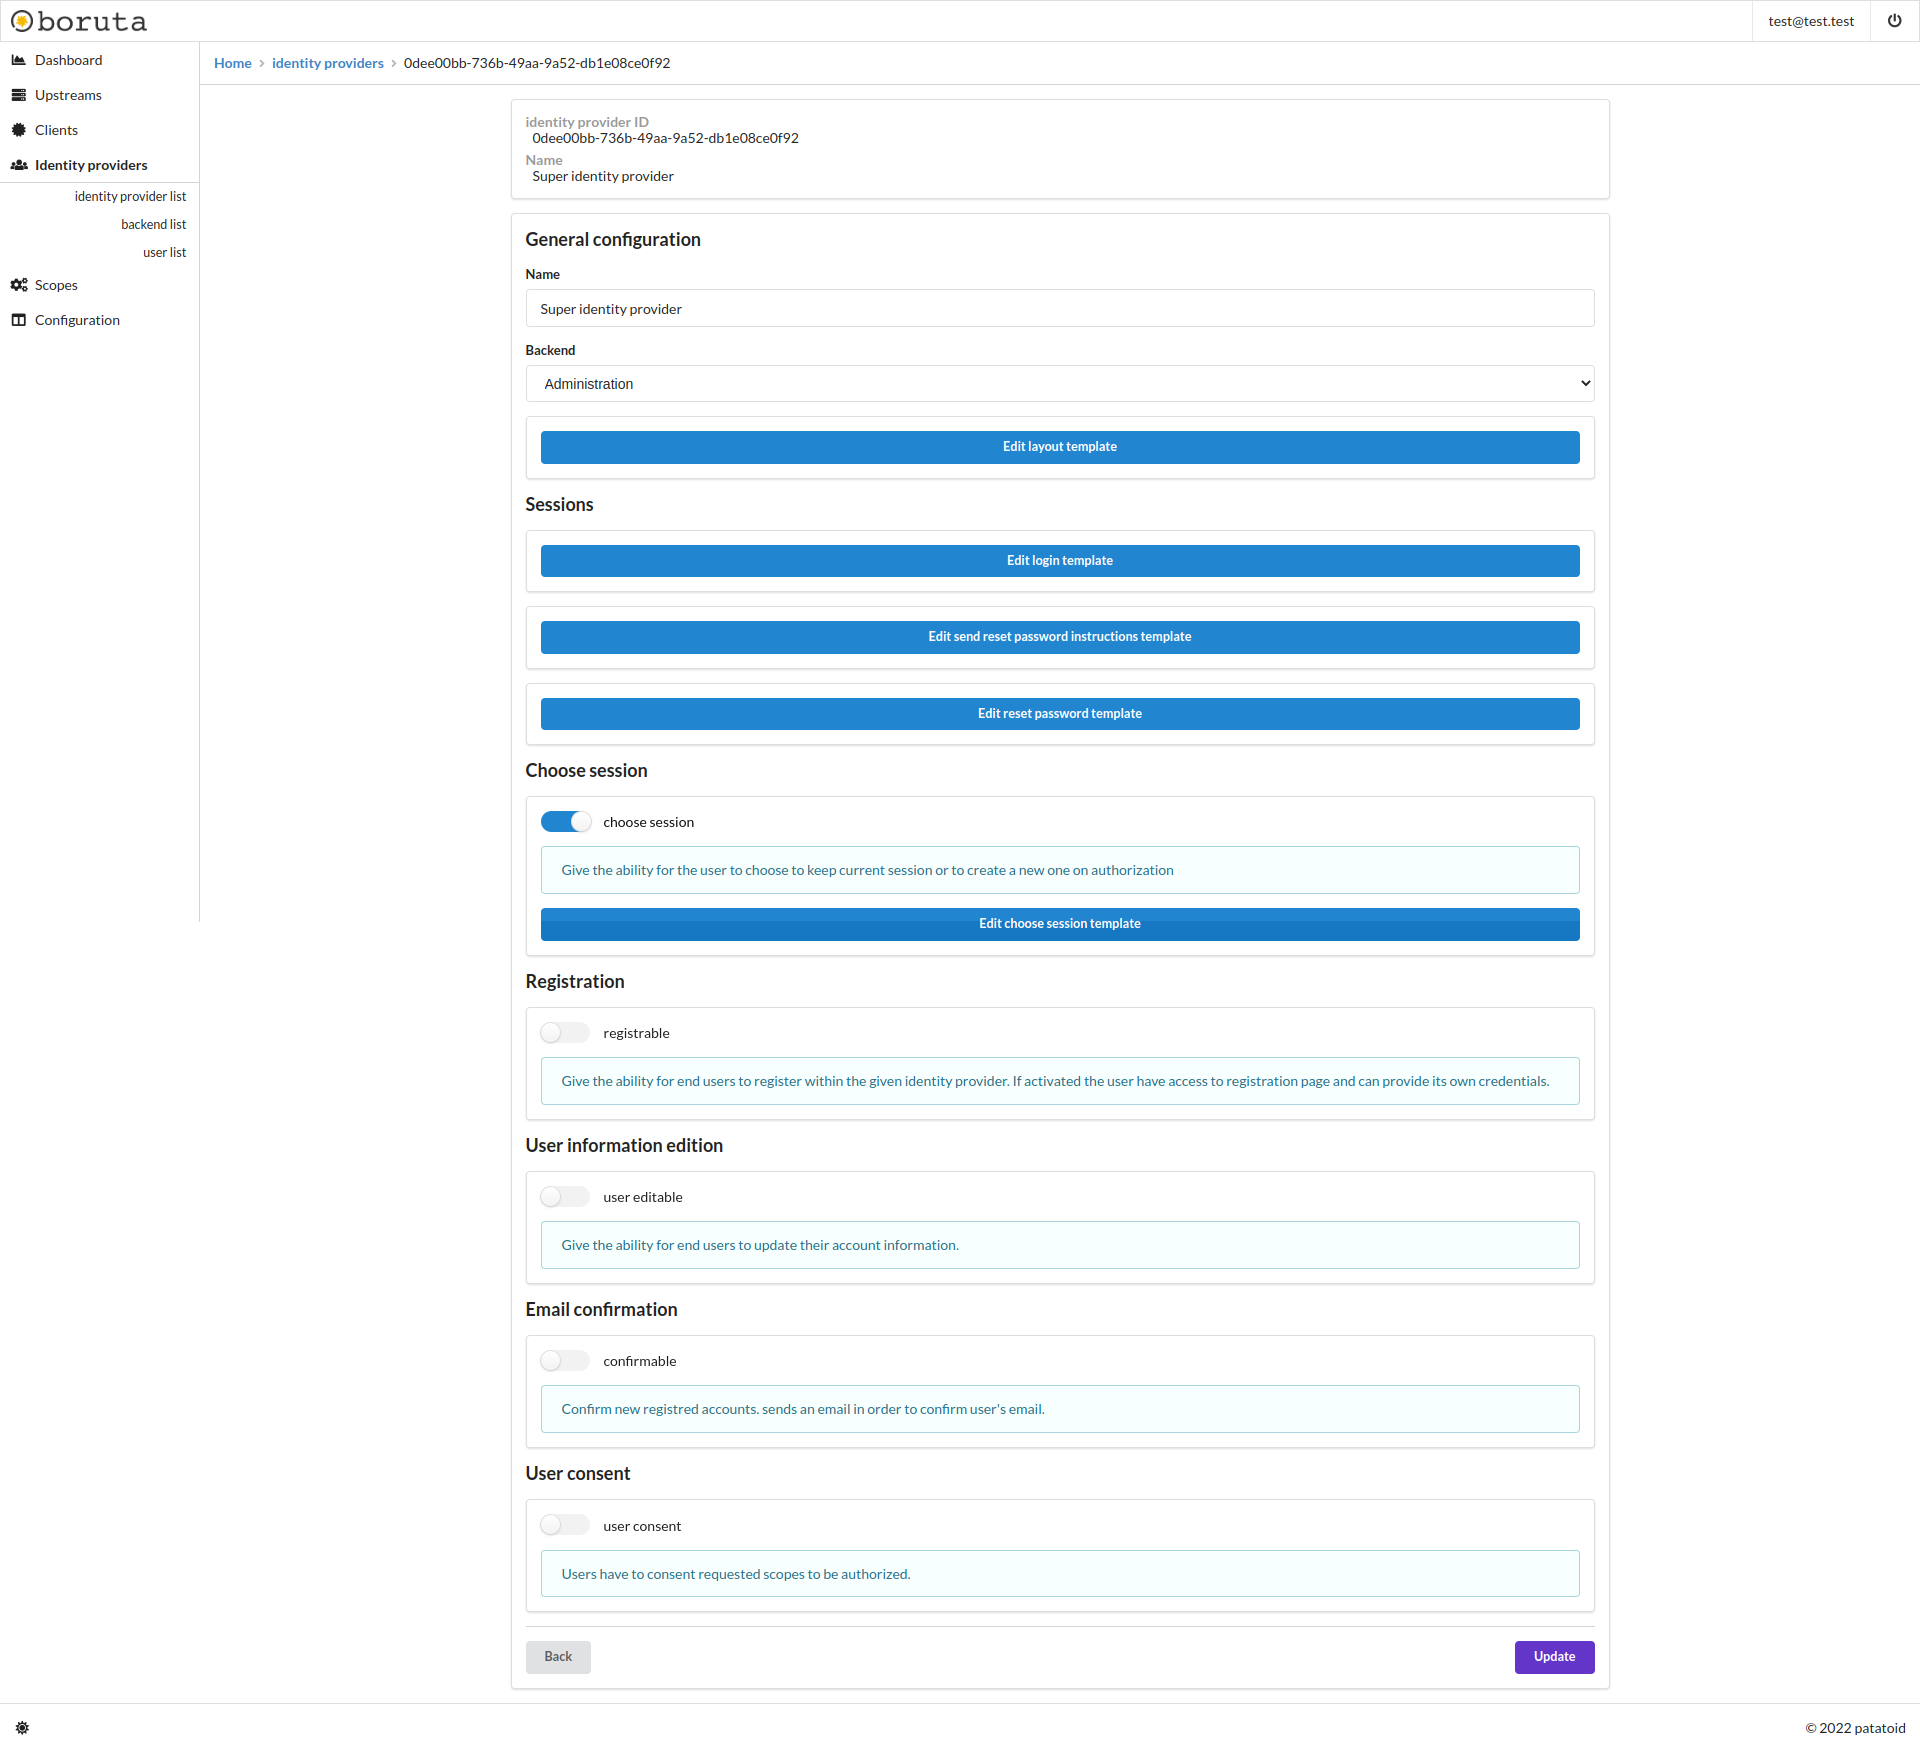 boruta
test@test.test
Dashboard
Upstreams
Clients
Identity providers
identity provider list
backend list
user list
Scopes
Configuration
Home > identity providers > 0dee00bb-736b-49aa-9a52-db1e08ce0f92
identity provider ID
0dee00bb-736b-49aa-9a52-db1e08ce0f92
Name
Super identity provider
General configuration
Name
Super identity provider
Backend
Administration
Edit layout template
Sessions
Edit login template
Edit send reset password instructions template
Edit reset password template
Choose session
choose session
Give the ability for the user to choose to keep current session or to create a new one on authorization
Edit choose session template
Registration
registrable
Give the ability for end users to register within the given identity provider. If activated the user have access to registration page and can provide its own credentials.
User information edition
user editable
Give the ability for end users to update their account information.
Email confirmation
confirmable
Confirm new registred accounts. sends an email in order to confirm user's email.
User consent
user consent
Users have to consent requested scopes to be authorized.
Back
Update
© 2022 patatoid